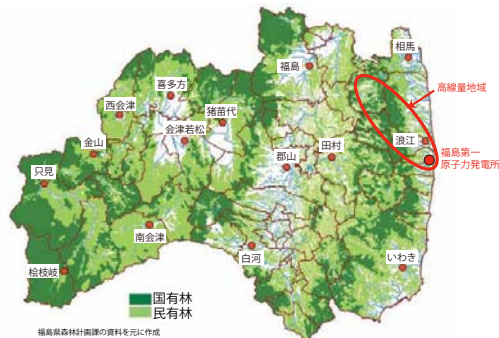 相馬
福島
高線量地域
喜多方
西会津
猪苗代
会津若松
浪江
金山
田村
郡山
福島第一
原子力発電所
只見
南会津
白河
いわき
桧枝岐
国有林
民有林
福島県森林計画課の資料を元に作成